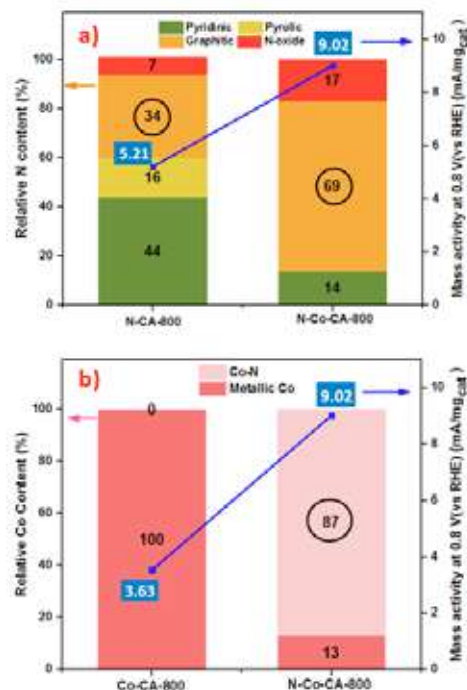 a)
Pyridinic
Pyrolic
Graphitic
N-oxide
9.02
10
8
6
4
2
0
100
80
60
40
20
0
7
34
5.21
16
44
17
69
14
N-CA-800
N-Co-CA-800
Relative N content (%)
Mass activity at 0.8 V(vs RHE) (mA/mgcat)
b)
Co-N
Metallic Co
9.02
10
8
6
4
2
0
100
80
60
40
20
0
0
100
3.63
87
13
Co-CA-800
N-Co-CA-800
Relative Co Content (%)
Mass activity at 0.8 V(vs RHE) (mA/mgcat)